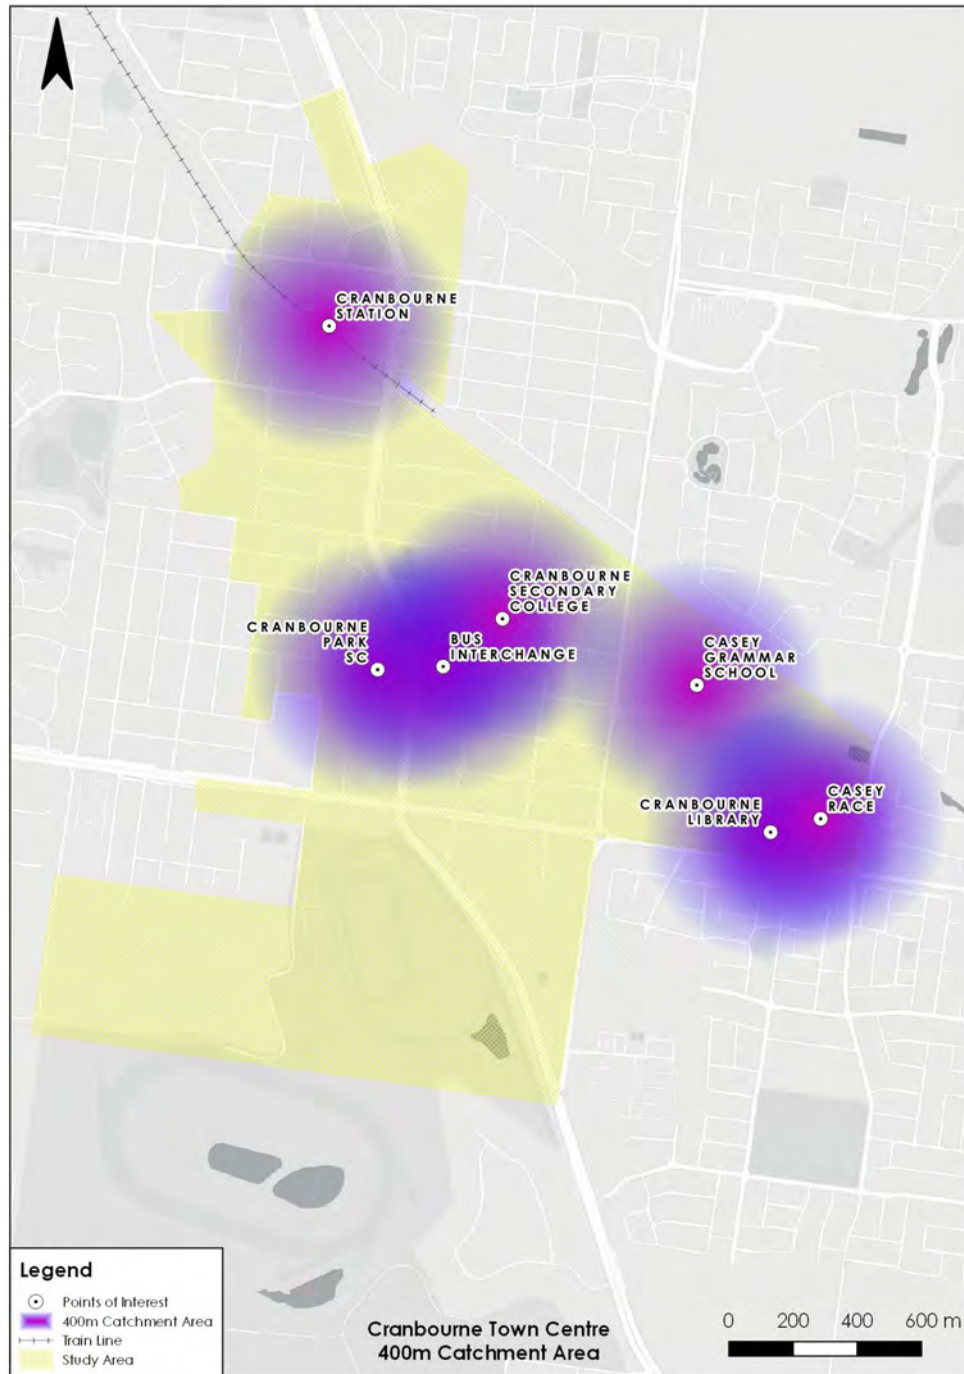 CRANBOURNE
STATION
CRANBOURNE
SECONDARY
COLLEGE
CRANBOURNE
PARK
SC
BUS
INTERCHANGE
CASEY
GRAMMAR
SCHOOL
CRANBOURNE
LIBRARY
CASEY
RACE
Legend
Points of Interest
400m Catchment Area
Train Line
Study Area
Cranbourne Town Centre
400m Catchment Area
0 200 400 600 m